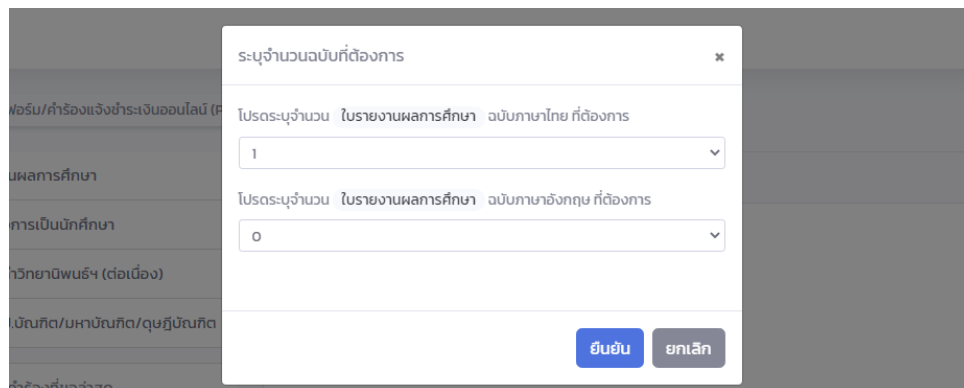 ระบุจำนวนฉบับที่ต้องการ
×
ฟอร์ม/คำร้องแจ้งชำระเงินออนไลน์
โปรดระบุจำนวน ใบรายงานผลการศึกษา ฉบับภาษาไทย ที่ต้องการ
1
นผลการศึกษา
โปรดระบุจำนวน ใบรายงานผลการศึกษา ฉบับภาษาอังกฤษ ที่ต้องการ
การเป็นนักศึกษา
0
ทำวิทยานิพนธ์ฯ (ต่อเนื่อง)
ป.บัณฑิต/มหาบัณฑิต/ดุษฎีบัณฑิต
ยืนยัน ยกเลิก